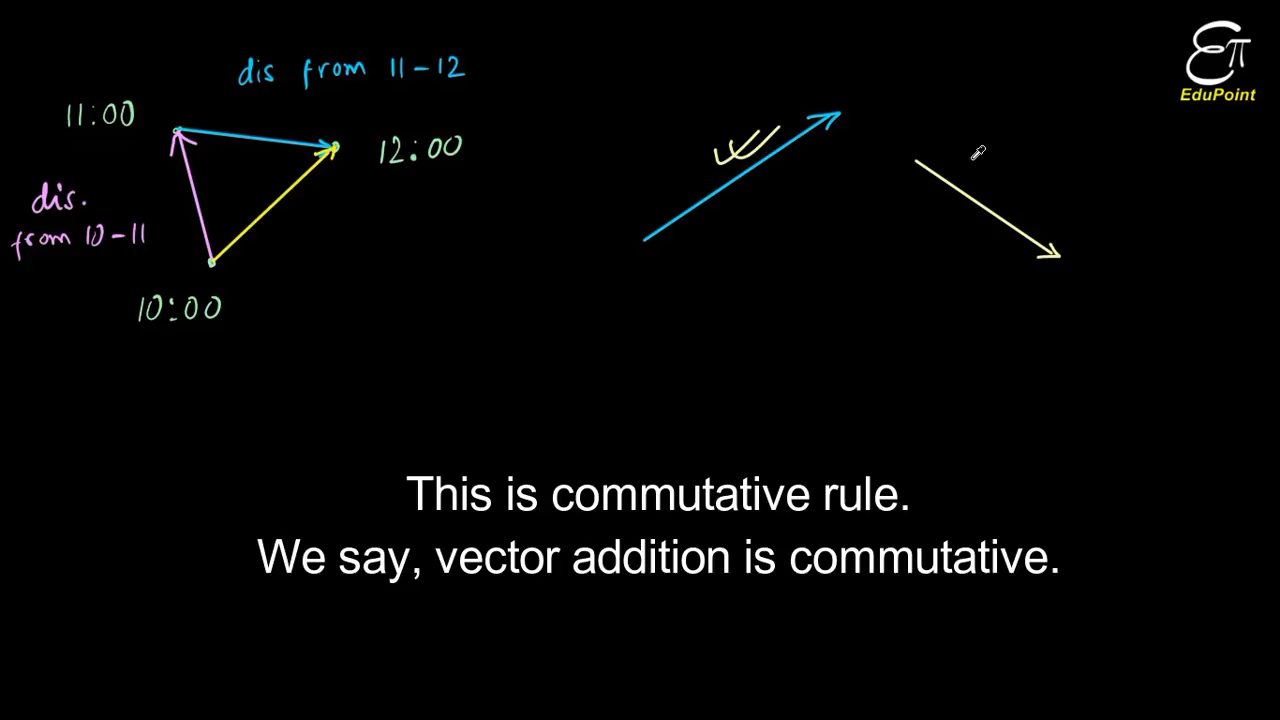 dis from 11-12
11:00
12:00
dis.
from 10-11
10:00
επ
EduPoint
This is commutative rule.
We say, vector addition is commutative.